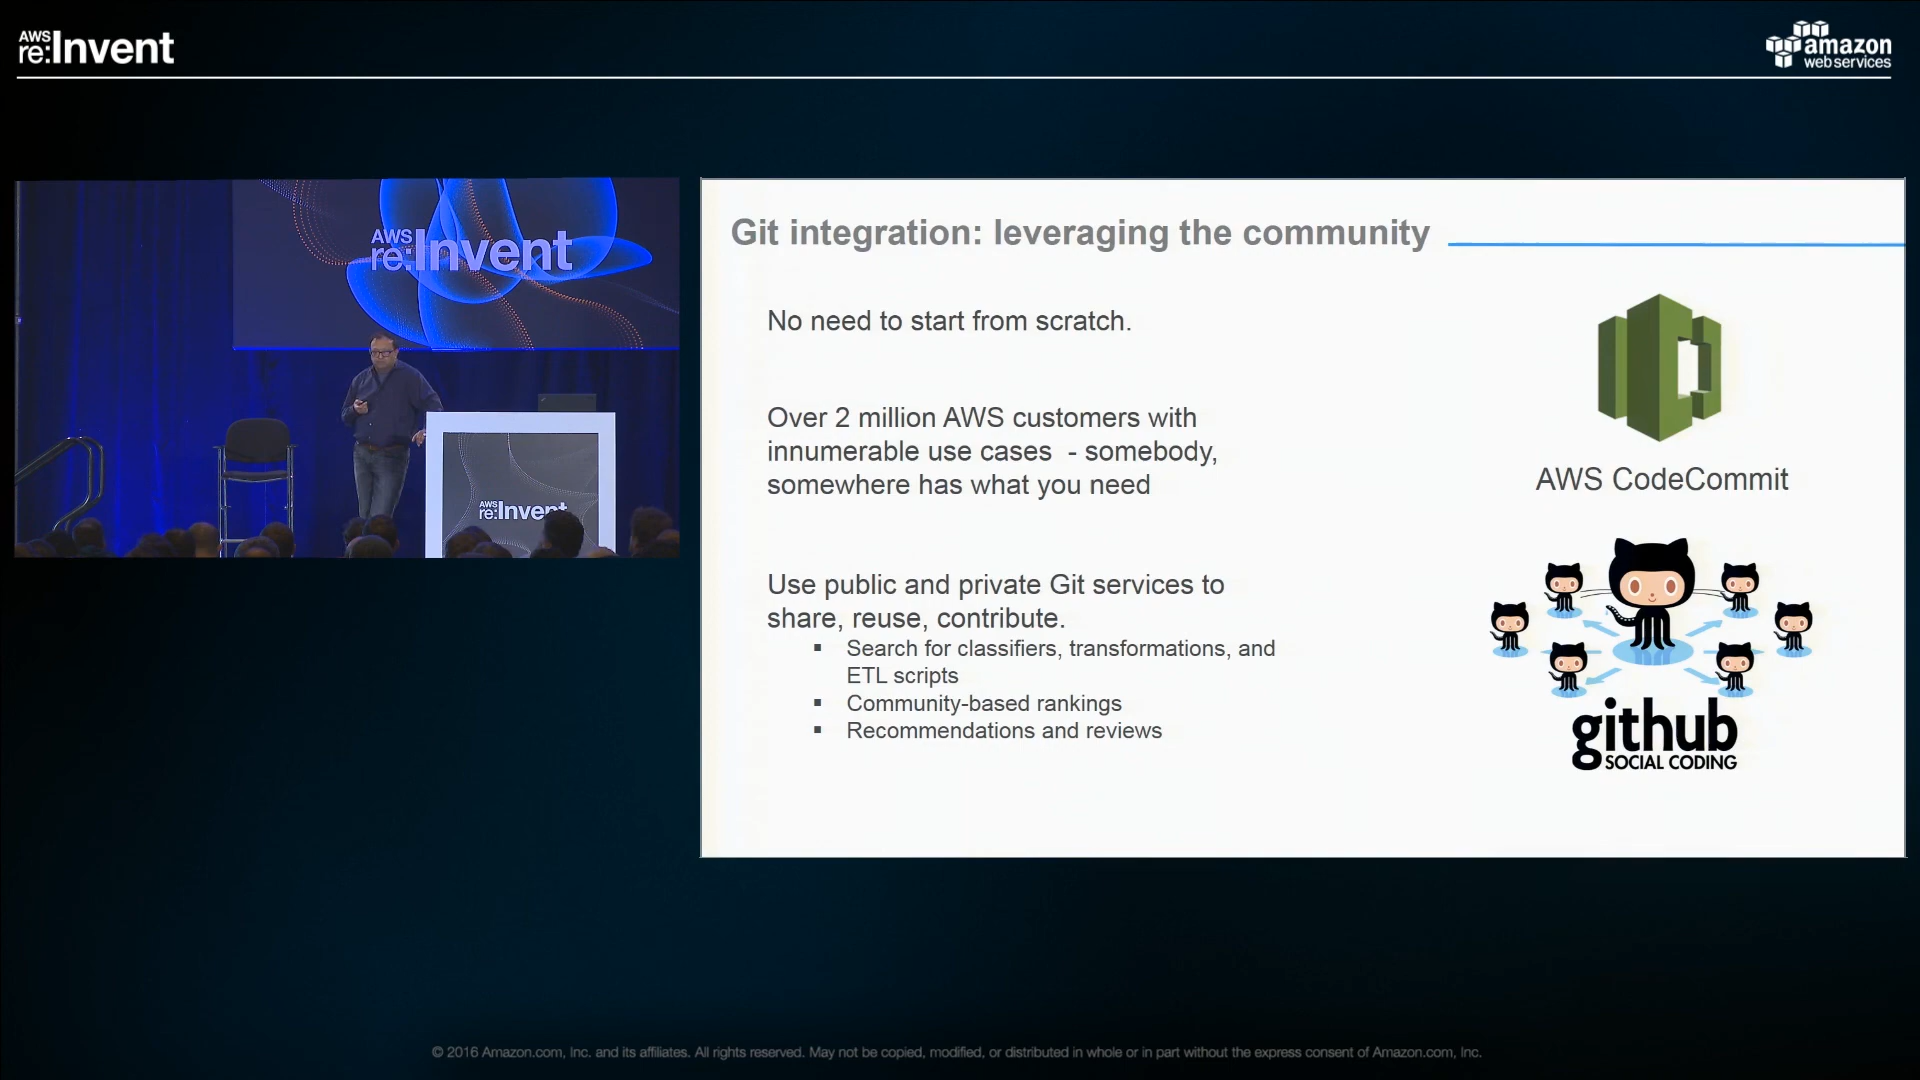 AWS
re:Invent
amazon
web services
AWS
re:Invent
AWS
re:Invent
Git integration: leveraging the community
No need to start from scratch.
Over 2 million AWS customers with
innumerable use cases - somebody,
somewhere has what you need
Use public and private Git services to
share, reuse, contribute.
▪ Search for classifiers, transformations, and
ETL scripts
▪ Community-based rankings
▪ Recommendations and reviews
AWS CodeCommit
github
SOCIAL CODING
© 2016 Amazon.com, Inc. and its affiliates. All rights reserved. May not be copied, modified, or distributed in whole or in part without the express consent of Amazon.com, Inc.